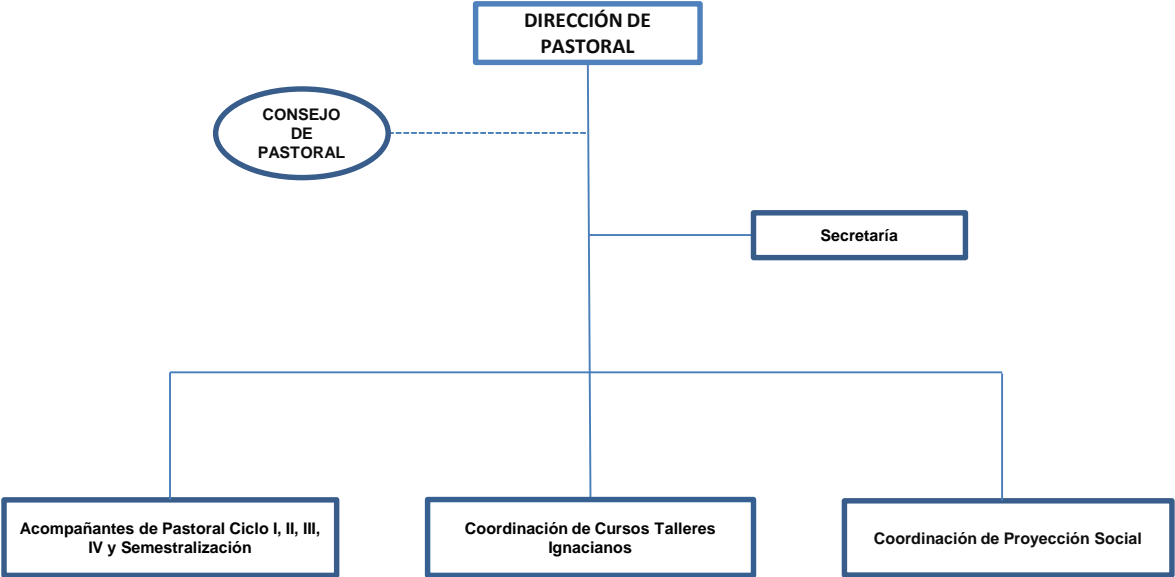 DIRECCIÓN DE
PASTORAL
CONSEJO
DE
PASTORAL
Secretaría
Acompañantes de Pastoral Ciclo I, II, III,
IV y Semestralización
Coordinación de Cursos Talleres
Ignacianos
Coordinación de Proyección Social